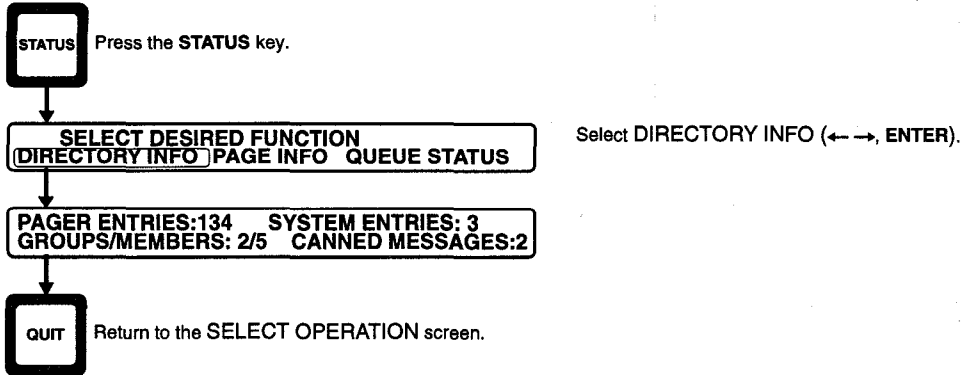 STATUS
Press the STATUS key.
SELECT DESIRED FUNCTION
DIRECTORY INFO PAGE INFO QUEUE STATUS
Select DIRECTORY INFO (← →, ENTER).
PAGER ENTRIES:134 SYSTEM ENTRIES: 3
GROUPS/MEMBERS: 2/5 CANNED MESSAGES:2
QUIT
Return to the SELECT OPERATION screen.